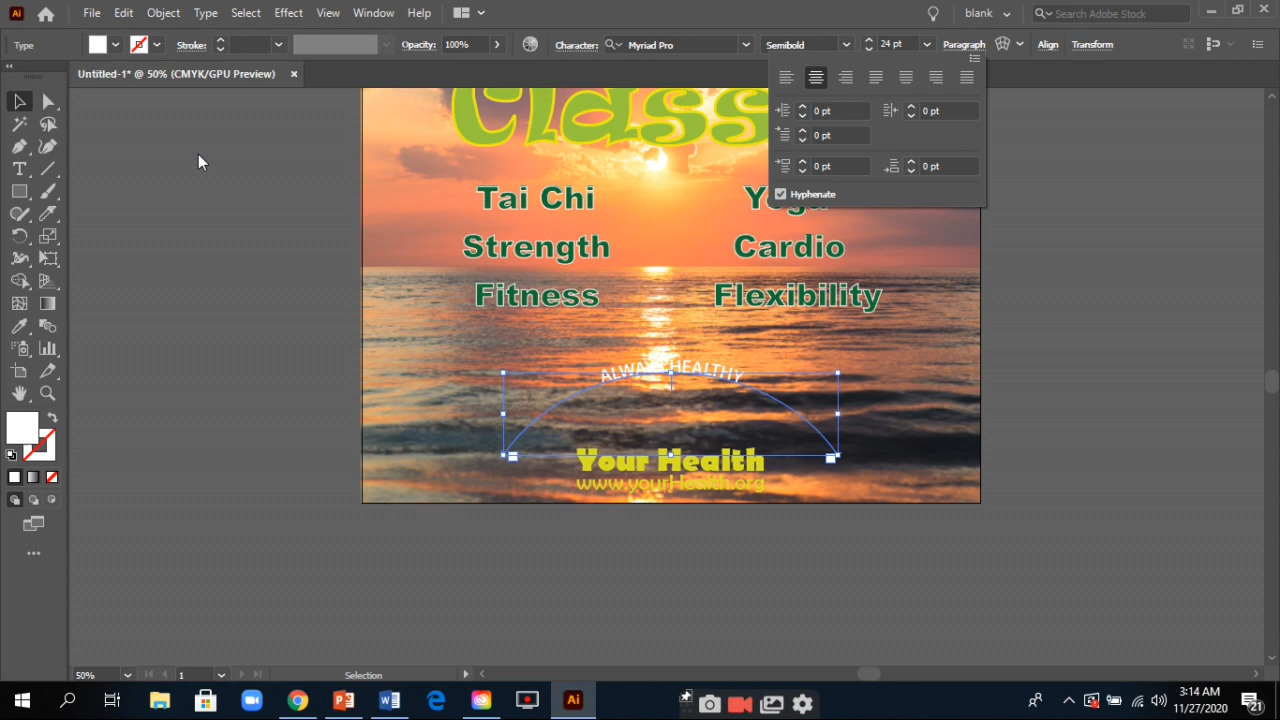 File Edit Object Type Select Effect View Window Help blank Search Adobe Stock
Type Stroke: Opacity: 100% Character: Myriad Pro Semibold 24 pt Paragraph Align Transform
Untitled-1* @ 50% (CMYK/GPU Preview)
0 pt 0 pt
0 pt
0 pt 0 pt
Hyphenate
Class
Tai Chi Yoga
Strength Cardio
Fitness Flexibility
ALWAYS HEALTHY
Your Health
www.yourHealth.org
50% 1 Selection
3:14 AM
11/27/2020
21